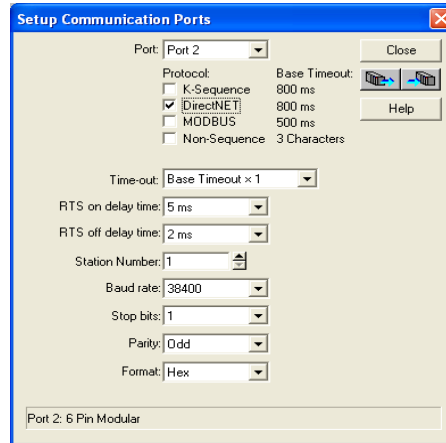 Setup Communication Ports
Port: Port 2
Close
Protocol: Base Timeout:
K-Sequence 800 ms
DirectNET 800 ms
MODBUS 500 ms
Non-Sequence 3 Characters
Help
Time-out: Base Timeout × 1
RTS on delay time: 5 ms
RTS off delay time: 2 ms
Station Number: 1
Baud rate: 38400
Stop bits: 1
Parity: Odd
Format: Hex
Port 2: 6 Pin Modular